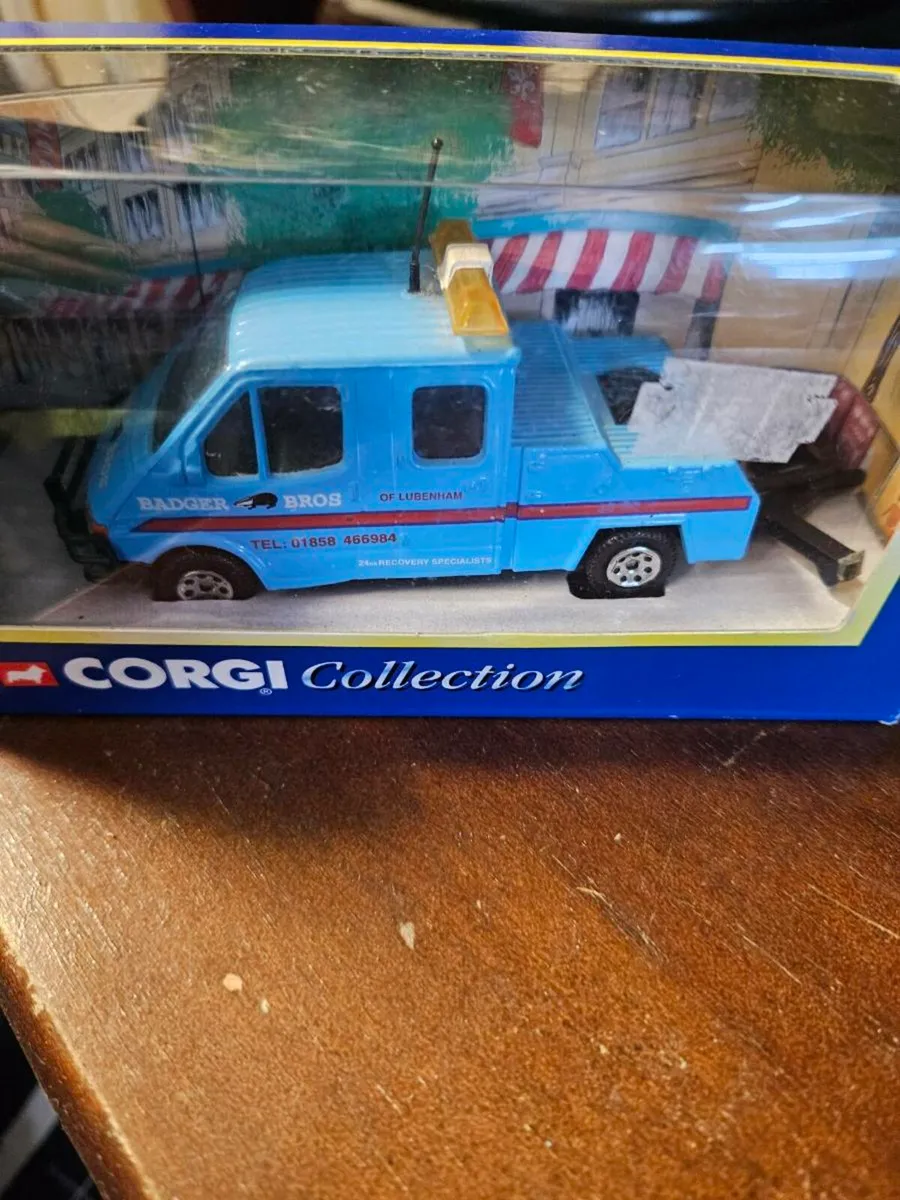 BADGER BROS
OF LUBENHAM
TEL: 01858 466984
24HR RECOVERY SPECIALISTS
CORGI® Collection